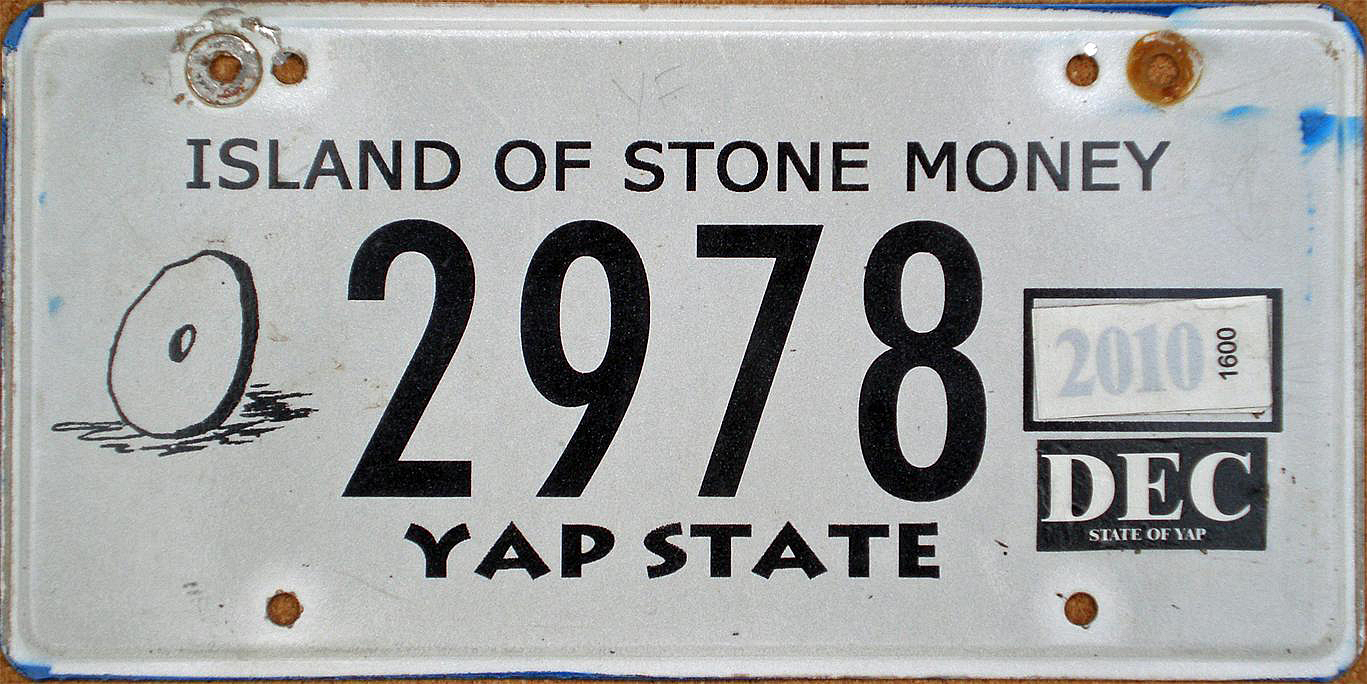 ISLAND OF STONE MONEY
2978
2010 1600
DEC
STATE OF YAP
YAP STATE